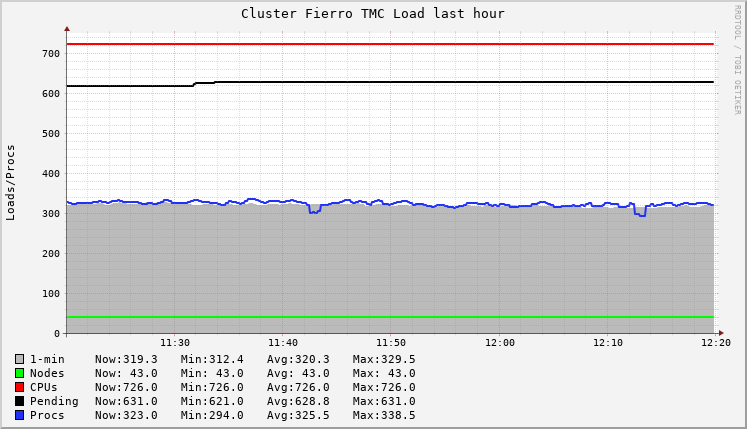 Cluster Fierro TMC Load last hour
RRDTOOL / TOBI OETIKER
Loads/Procs
700
600
500
400
300
200
100
0
11:30 11:40 11:50 12:00 12:10 12:20
1-min Now:319.3 Min:312.4 Avg:320.3 Max:329.5
Nodes Now: 43.0 Min: 43.0 Avg: 43.0 Max: 43.0
CPUs Now:726.0 Min:726.0 Avg:726.0 Max:726.0
Pending Now:631.0 Min:621.0 Avg:628.8 Max:631.0
Procs Now:323.0 Min:294.0 Avg:325.5 Max:338.5